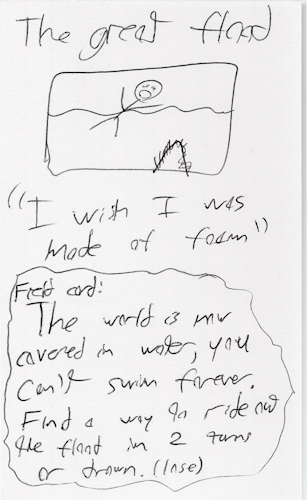 The great flood
"I wish I was
made of foam"
Field card:
The world is now
covered in water, you
Can't swim forever.
Find a way to ride out
the flood in 2 turns
or drown. (lose)